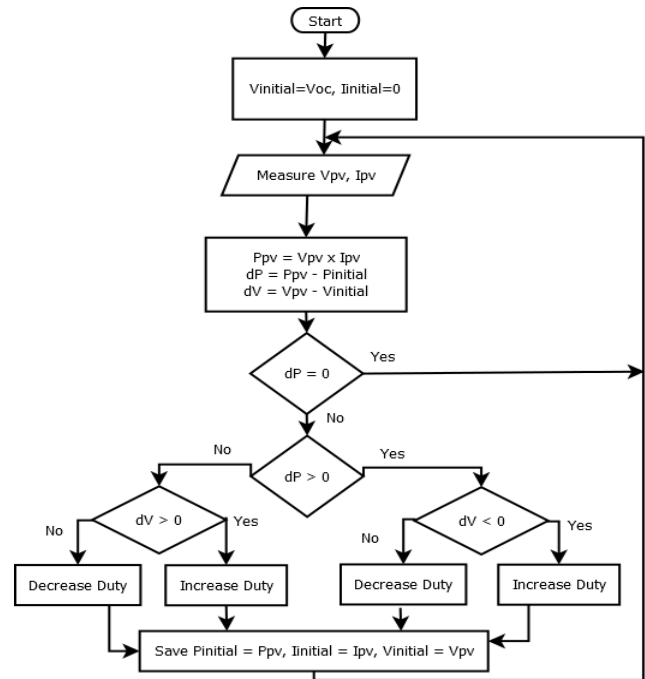 Start
Vinitial=Voc, Iinitial=0
Measure Vpv, Ipv
Ppv = Vpv x Ipv
dP = Ppv - Pinitial
dV = Vpv - Vinitial
Yes
dP = 0
No
No
Yes
dP > 0
dV > 0
dV < 0
No
Yes
No
Yes
Decrease Duty
Increase Duty
Decrease Duty
Increase Duty
Save Pinitial = Ppv, Iinitial = Ipv, Vinitial = Vpv